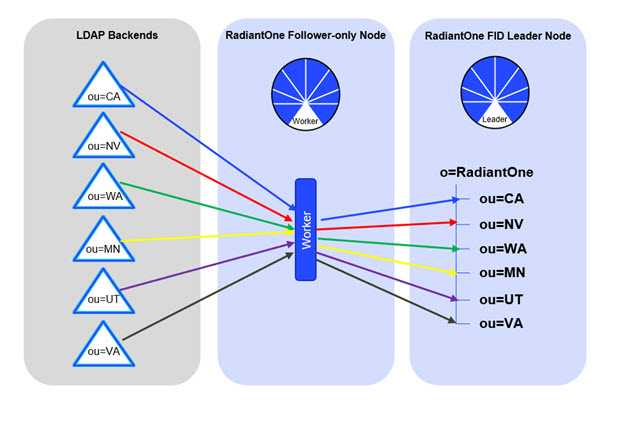 LDAP Backends
ou=CA
ou=NV
ou=WA
ou=MN
ou=UT
ou=VA
RadiantOne Follower-only Node
Worker
Worker
RadiantOne FID Leader Node
Leader
o=RadiantOne
ou=CA
ou=NV
ou=WA
ou=MN
ou=UT
ou=VA